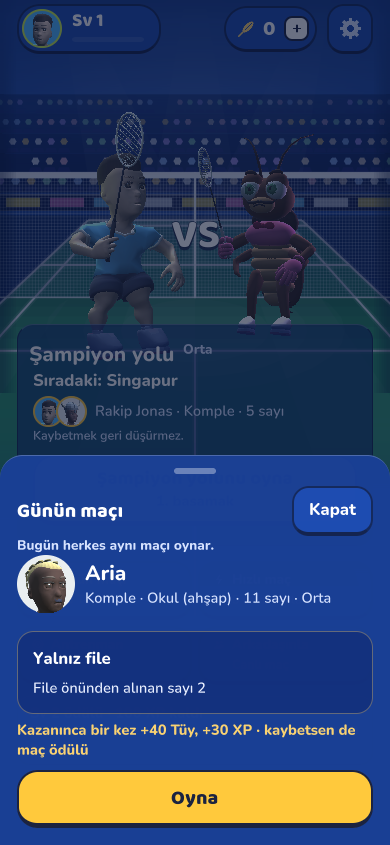 Sv 1
0 +
VS
Şampiyon yolu Orta
Sıradaki: Singapur
Rakip Jonas · Komple · 5 sayı
Kaybetmek geri düşürmez.
Günün maçı
Kapat
Bugün herkes aynı maçı oynar.
Aria
Komple · Okul (ahşap) · 11 sayı · Orta
Yalnız file
File önünden alınan sayı 2
Kazanınca bir kez +40 Tüy, +30 XP · kaybetsen de
maç ödülü
Oyna